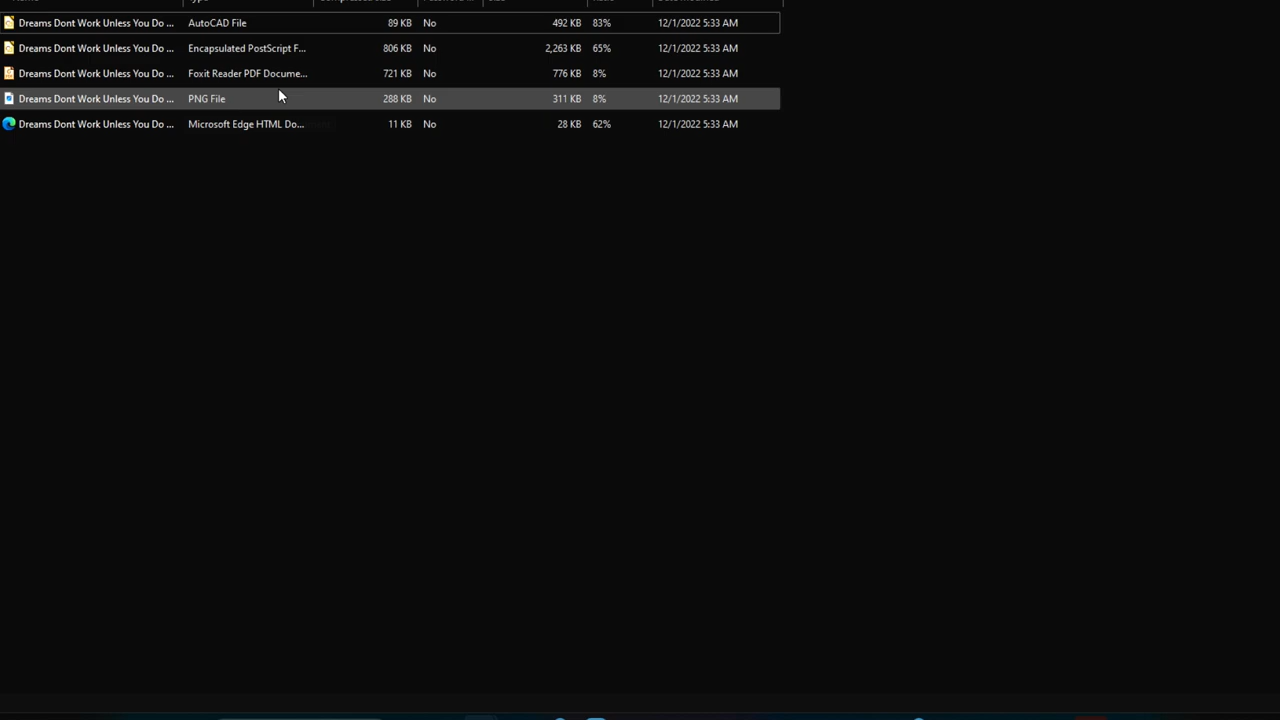 Dreams Dont Work Unless You Do ... AutoCAD File 89 KB No 492 KB 83% 12/1/2022 5:33 AM
Dreams Dont Work Unless You Do ... Encapsulated PostScript F... 806 KB No 2,263 KB 65% 12/1/2022 5:33 AM
Dreams Dont Work Unless You Do ... Foxit Reader PDF Docume... 721 KB No 776 KB 8% 12/1/2022 5:33 AM
Dreams Dont Work Unless You Do ... PNG File 288 KB No 311 KB 8% 12/1/2022 5:33 AM
Dreams Dont Work Unless You Do ... Microsoft Edge HTML Do... 11 KB No 28 KB 62% 12/1/2022 5:33 AM